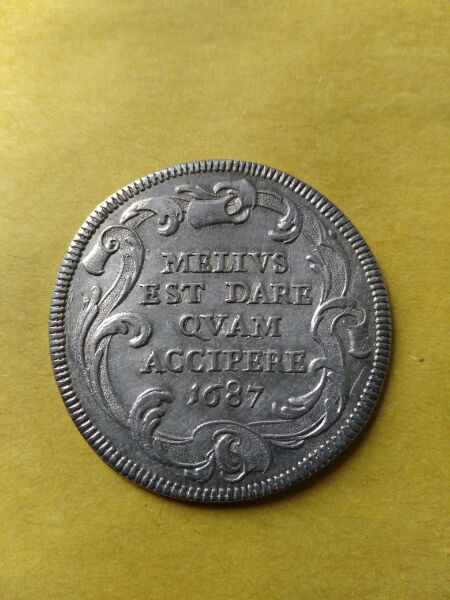 MELIVS
EST DARE
QVAM
ACCIPERE
1687